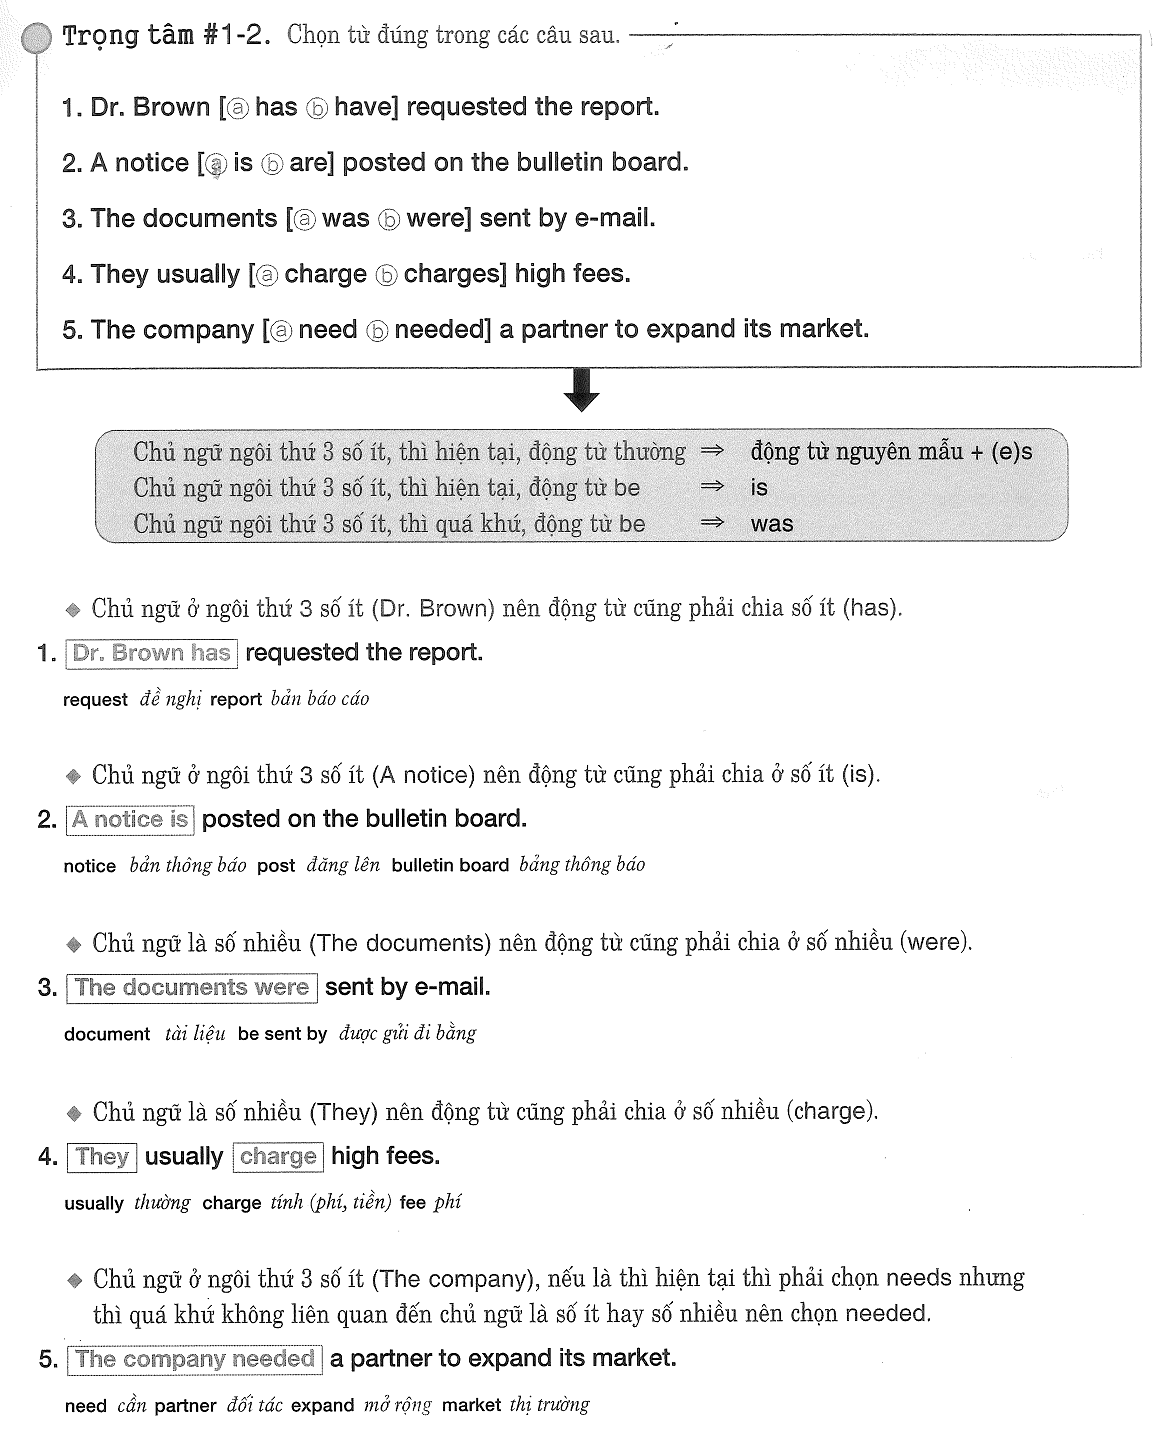 Trọng tâm #1-2. Chọn từ đúng trong các câu sau.
1. Dr. Brown [ⓐ has ⓑ have] requested the report.
2. A notice [ⓐ is ⓑ are] posted on the bulletin board.
3. The documents [ⓐ was ⓑ were] sent by e-mail.
4. They usually [ⓐ charge ⓑ charges] high fees.
5. The company [ⓐ need ⓑ needed] a partner to expand its market.
Chủ ngữ ngôi thứ 3 số ít, thì hiện tại, động từ thường ⇒ động từ nguyên mẫu + (e)s
Chủ ngữ ngôi thứ 3 số ít, thì hiện tại, động từ be ⇒ is
Chủ ngữ ngôi thứ 3 số ít, thì quá khứ, động từ be ⇒ was
◆ Chủ ngữ ở ngôi thứ 3 số ít (Dr. Brown) nên động từ cũng phải chia số ít (has).
1. Dr. Brown has requested the report.
request đề nghị report bản báo cáo
◆ Chủ ngữ ở ngôi thứ 3 số ít (A notice) nên động từ cũng phải chia ở số ít (is).
2. A notice is posted on the bulletin board.
notice bản thông báo post đăng lên bulletin board bảng thông báo
◆ Chủ ngữ là số nhiều (The documents) nên động từ cũng phải chia ở số nhiều (were).
3. The documents were sent by e-mail.
document tài liệu be sent by được gửi đi bằng
◆ Chủ ngữ là số nhiều (They) nên động từ cũng phải chia ở số nhiều (charge).
4. They usually charge high fees.
usually thường charge tính (phí, tiền) fee phí
◆ Chủ ngữ ở ngôi thứ 3 số ít (The company), nếu là thì hiện tại thì phải chọn needs nhưng
thì quá khứ không liên quan đến chủ ngữ là số ít hay số nhiều nên chọn needed.
5. The company needed a partner to expand its market.
need cần partner đối tác expand mở rộng market thị trường